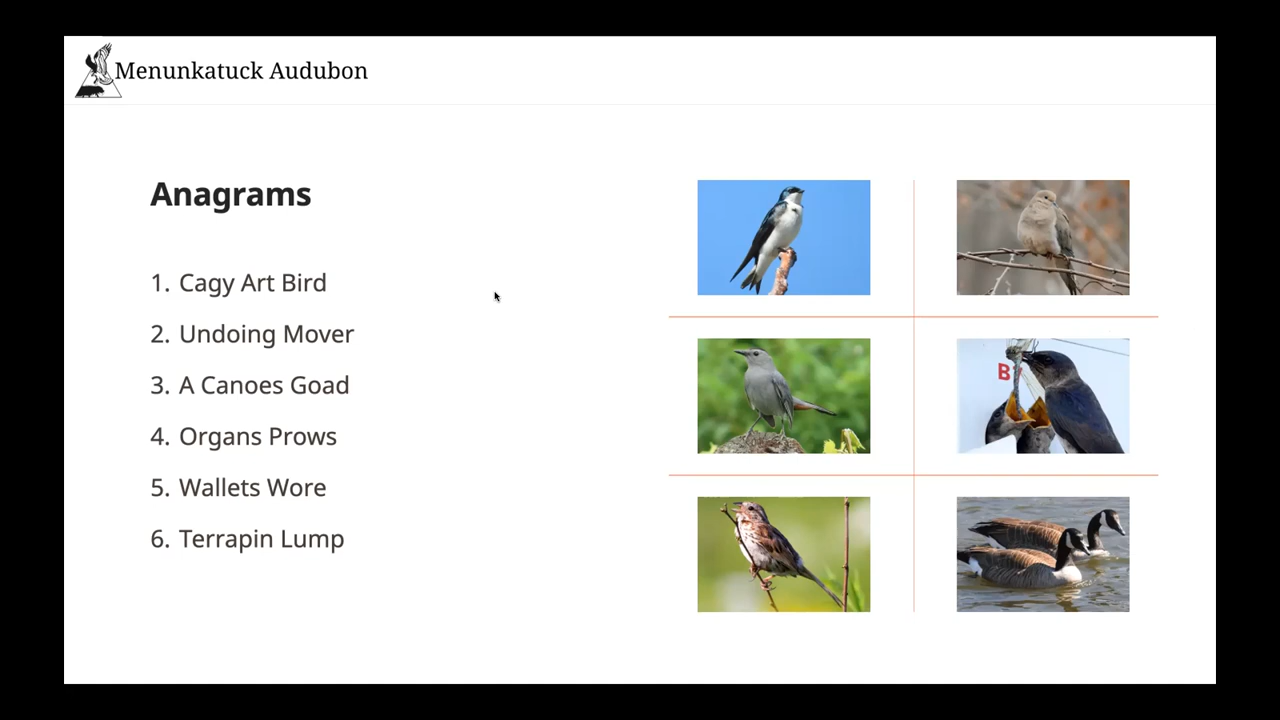 Menunkatuck Audubon
Anagrams
1. Cagy Art Bird
2. Undoing Mover
3. A Canoes Goad
4. Organs Prows
5. Wallets Wore
6. Terrapin Lump
B